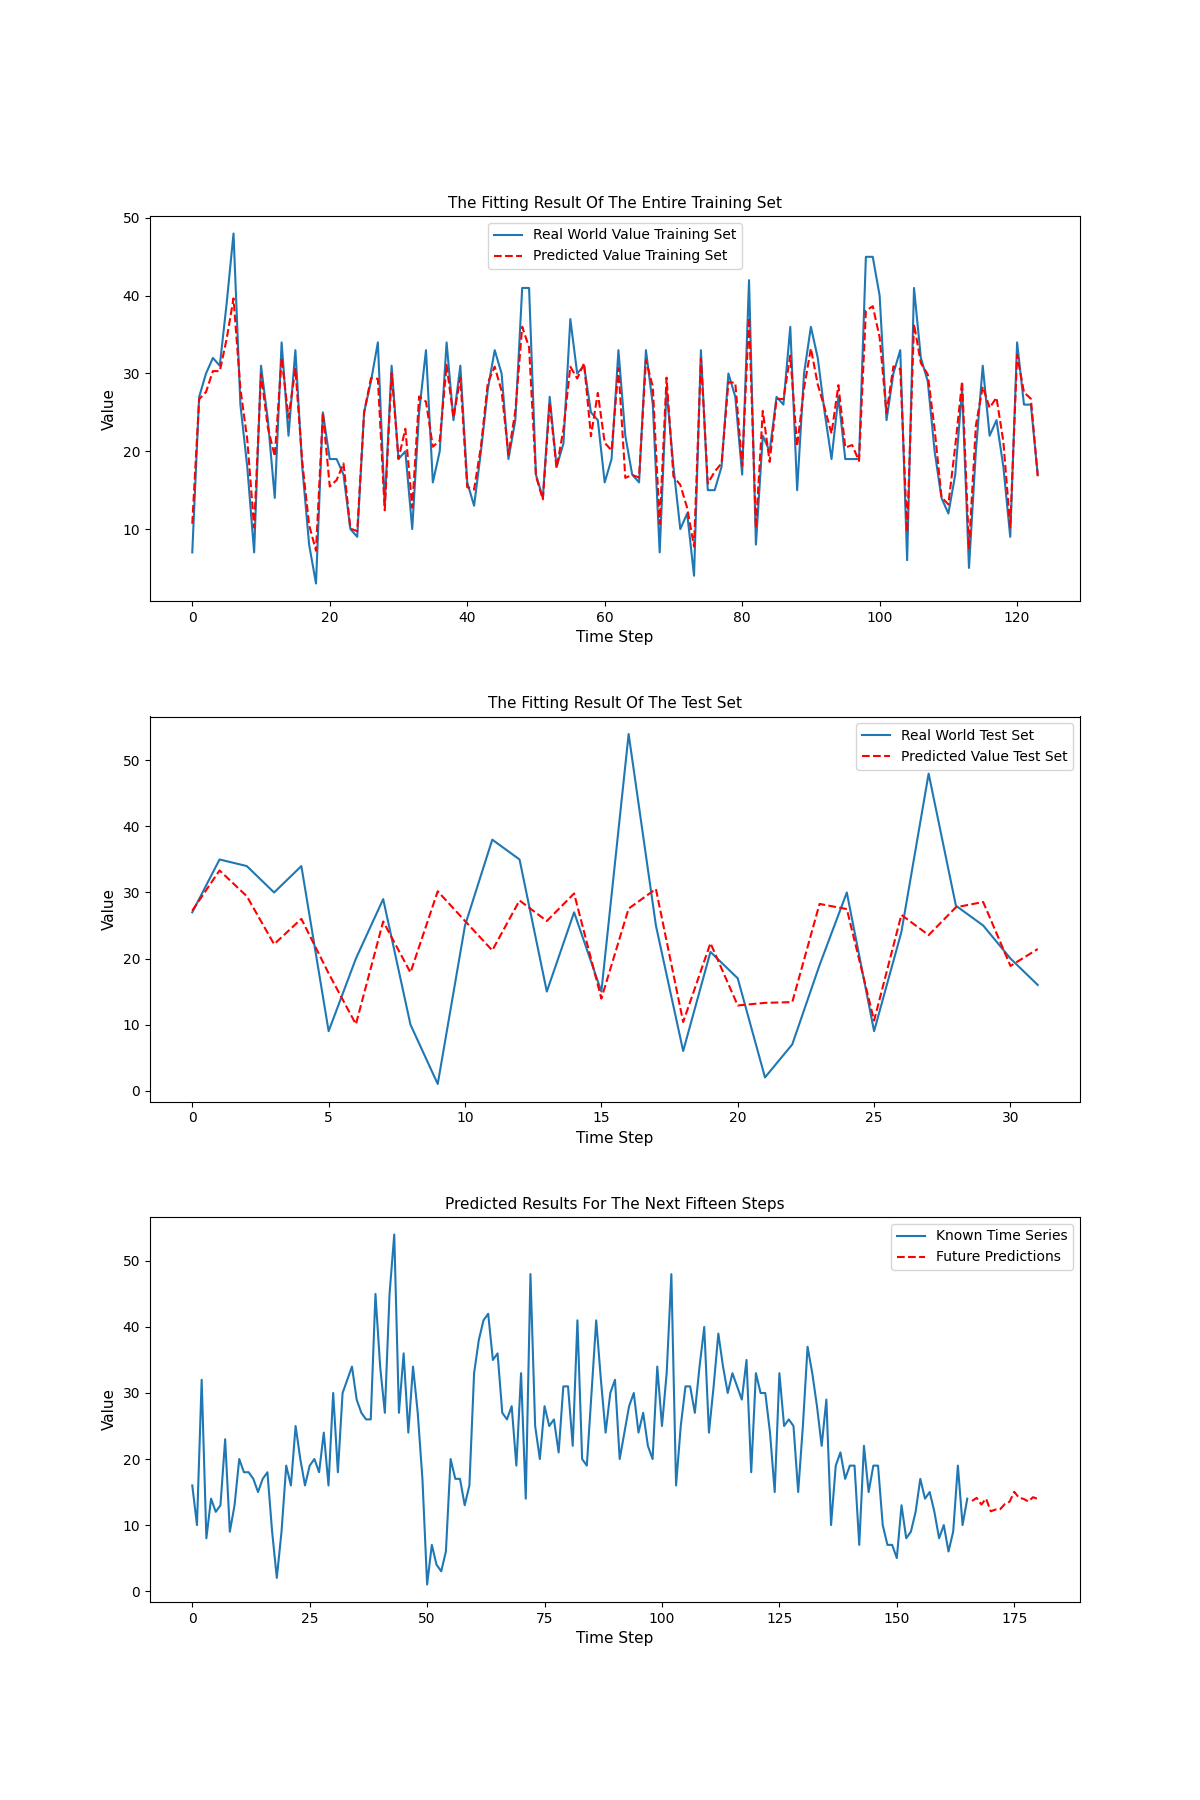 The Fitting Result Of The Entire Training Set
Real World Value Training Set
Predicted Value Training Set
Value
50
40
30
20
10
0 20 40 60 80 100 120
Time Step
The Fitting Result Of The Test Set
Real World Test Set
Predicted Value Test Set
Value
50
40
30
20
10
0
0 5 10 15 20 25 30
Time Step
Predicted Results For The Next Fifteen Steps
Known Time Series
Future Predictions
Value
50
40
30
20
10
0
0 25 50 75 100 125 150 175
Time Step